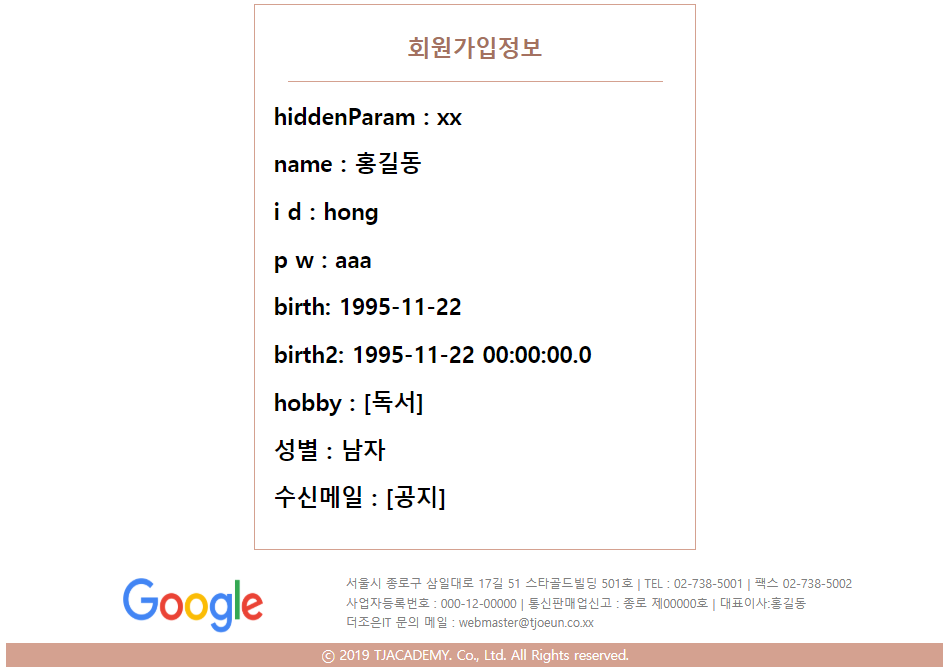 회원가입정보
hiddenParam : xx
name : 홍길동
i d : hong
p w : aaa
birth: 1995-11-22
birth2: 1995-11-22 00:00:00.0
hobby : [독서]
성별 : 남자
수신메일 : [공지]
Google
서울시 종로구 삼일대로 17길 51 스타골드빌딩 501호 | TEL : 02-738-5001 | 팩스 02-738-5002
사업자등록번호 : 000-12-00000 | 통신판매업신고 : 종로 제00000호 | 대표이사:홍길동
더조은IT 문의 메일 : webmaster@tjoeun.co.xx
ⓒ 2019 TJACADEMY. Co., Ltd. All Rights reserved.